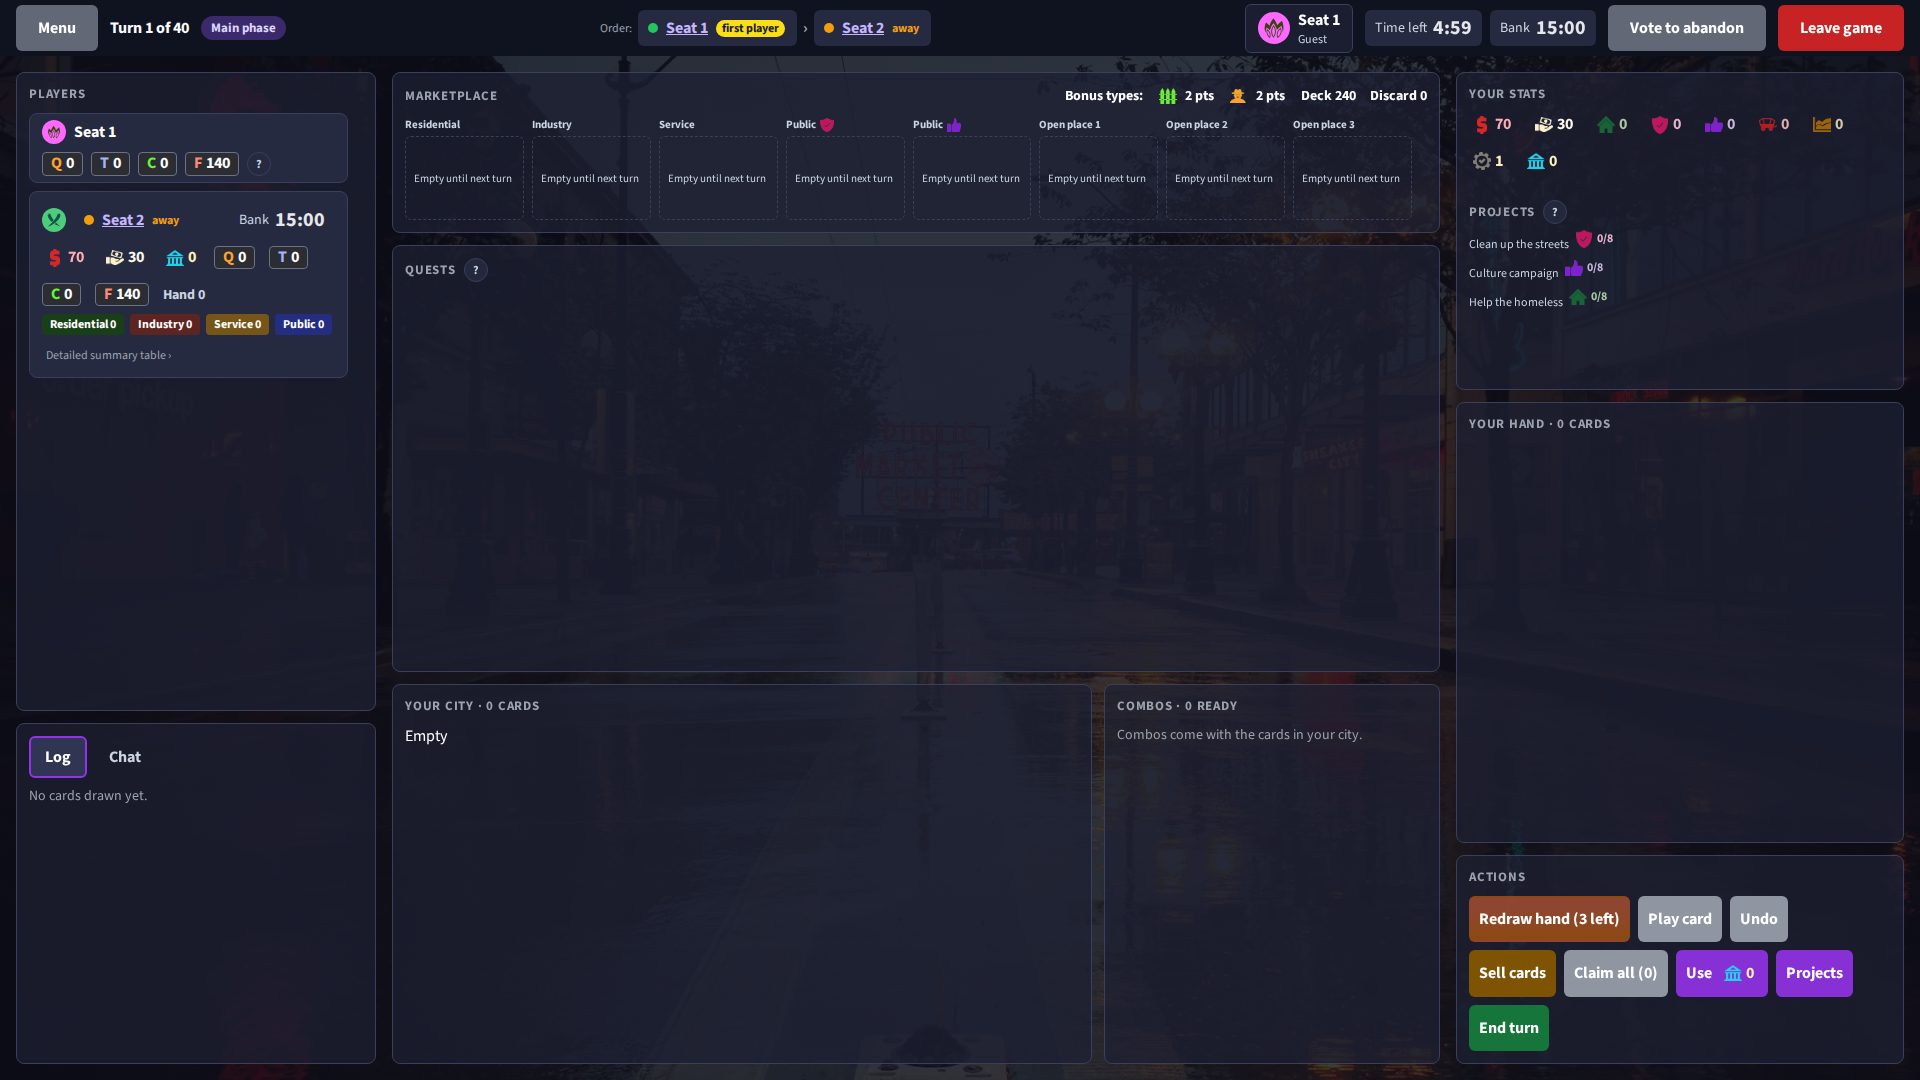 Menu
Turn 1 of 40
Main phase
Order:
Seat 1
first player
›
Seat 2
away
Seat 1
Guest
Time left 4:59
Bank 15:00
Vote to abandon
Leave game
PLAYERS
Seat 1
Q 0
T 0
C 0
F 140
?
Seat 2
away
Bank 15:00
70
30
0
Q 0
T 0
C 0
F 140
Hand 0
Residential 0
Industry 0
Service 0
Public 0
Detailed summary table ›
Log
Chat
No cards drawn yet.
MARKETPLACE
Bonus types:
2 pts
2 pts
Deck 240
Discard 0
Residential
Industry
Service
Public
Public
Open place 1
Open place 2
Open place 3
Empty until next turn
Empty until next turn
Empty until next turn
Empty until next turn
Empty until next turn
Empty until next turn
Empty until next turn
Empty until next turn
QUESTS
?
PUBLIC
MARKET
CENTER
YOUR CITY · 0 CARDS
Empty
COMBOS · 0 READY
Combos come with the cards in your city.
YOUR STATS
70
30
0
0
0
0
0
1
0
PROJECTS
?
Clean up the streets 0/8
Culture campaign 0/8
Help the homeless 0/8
YOUR HAND · 0 CARDS
ACTIONS
Redraw hand (3 left)
Play card
Undo
Sell cards
Claim all (0)
Use 0
Projects
End turn